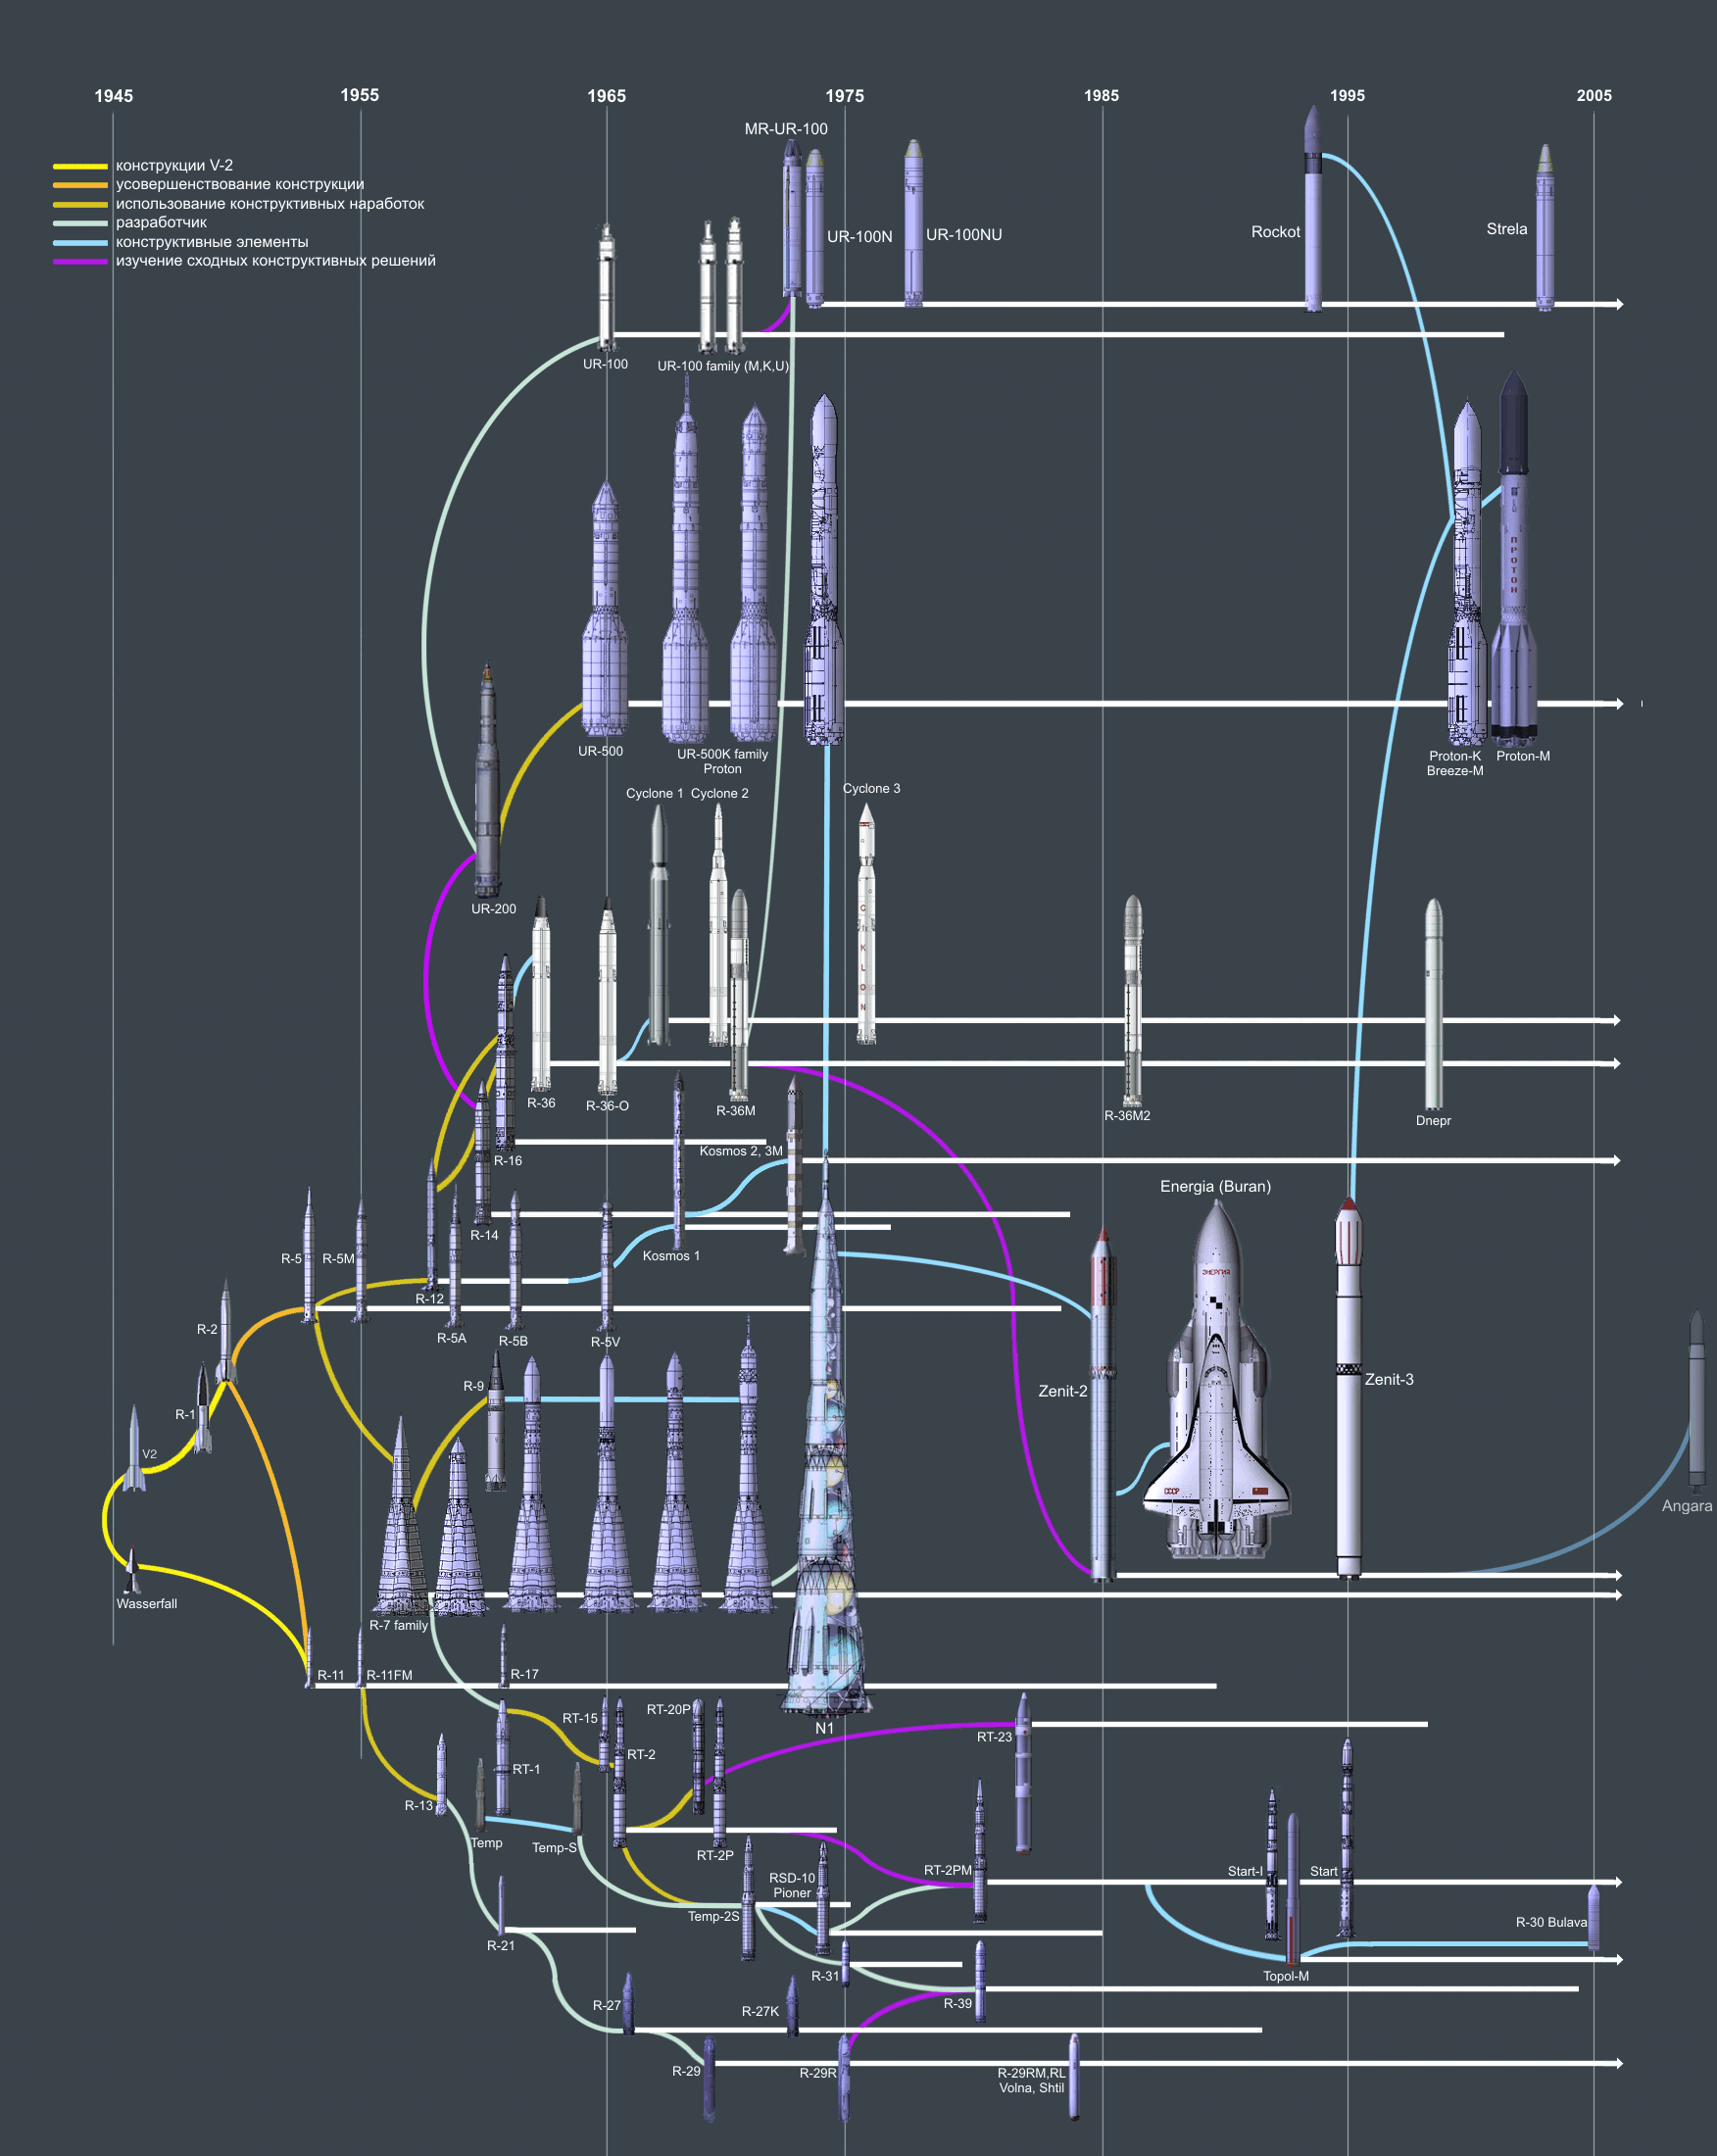 1945
1955
1965
1975
1985
1995
2005
конструкции V-2
усовершенствование конструкции
использование конструктивных наработок
разработчик
конструктивные элементы
изучение сходных конструктивных решений
MR-UR-100
UR-100N
UR-100NU
Rockot
Strela
UR-100
UR-100 family (M,K,U)
ПРОТОН
UR-500
UR-500K family
Proton
Proton-K
Breeze-M
Proton-M
Cyclone 1
Cyclone 2
Cyclone 3
UR-200
R-36
R-36-O
R-36M
R-36M2
Dnepr
R-16
Kosmos 2, 3M
Energia (Buran)
R-14
R-5
R-5M
Kosmos 1
ЭНЕРГИЯ
R-12
R-2
R-5A
R-5B
R-5V
R-9
Zenit-2
Zenit-3
R-1
V2
СССР
Angara
Wasserfall
R-7 family
R-11
R-11FM
R-17
RT-15
RT-20P
N1
RT-23
RT-2
RT-1
R-13
Temp
Temp-S
RT-2P
RT-2PM
Start-I
Start
RSD-10
Pioner
Temp-2S
R-30 Bulava
R-21
R-31
Topol-M
R-27
R-27K
R-39
R-29
R-29R
R-29RM,RL
Volna, Shtil